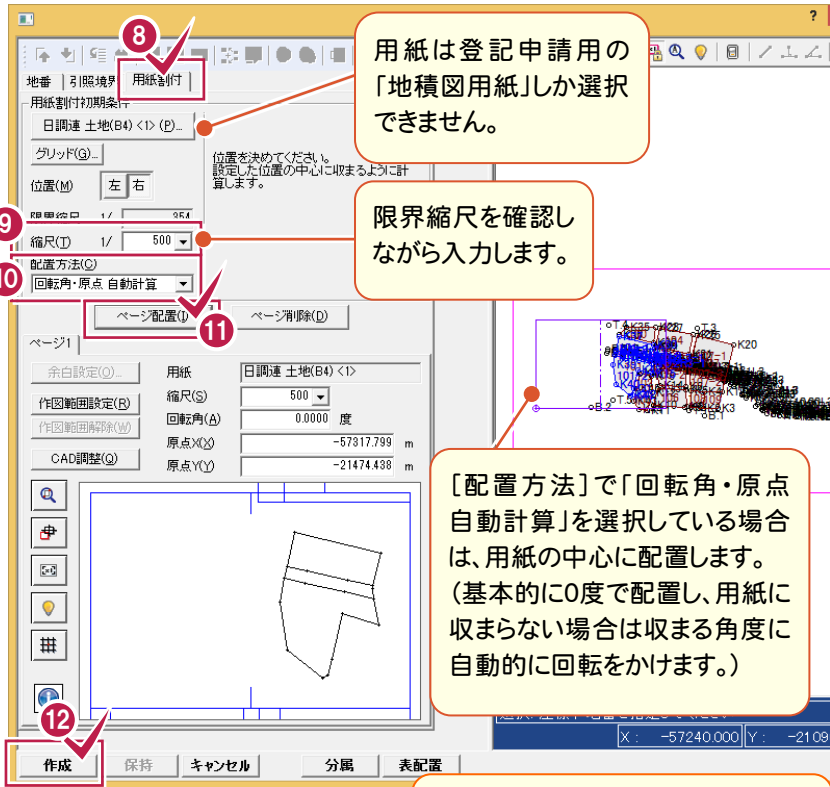 ?
⑧
地番
引照境界
用紙割付
用紙は登記申請用の
「地積図用紙」しか選択
できません。
用紙割付初期条件
日調連 土地(B4) <1> (P)...
グリッド(G)...
位置(M) 左 右
位置を決めてください。
設定した位置の中心に収まるように計
算します。
限界縮尺 1/ 354
⑨
縮尺(T) 1/ 500
限界縮尺を確認し
ながら入力します。
⑩
配置方法(C)
回転角・原点 自動計算
⑪
ページ配置(I)
ページ削除(D)
ページ1
余白設定(O)...
用紙 日調連 土地(B4) <1>
作図範囲設定(R)
縮尺(S) 500
作図範囲解除(W)
回転角(A) 0.0000 度
原点X(X) -57317.799 m
CAD調整(Q)
原点Y(Y) -21474.438 m
K20
B.2
B.1
[配置方法]で「回転角・原点
自動計算」を選択している場合
は、用紙の中心に配置します。
(基本的に0度で配置し、用紙に
収まらない場合は収まる角度に
自動的に回転をかけます。)
X : -57240.000 Y : -2109
⑫
作成 保持 キャンセル 分属 表配置